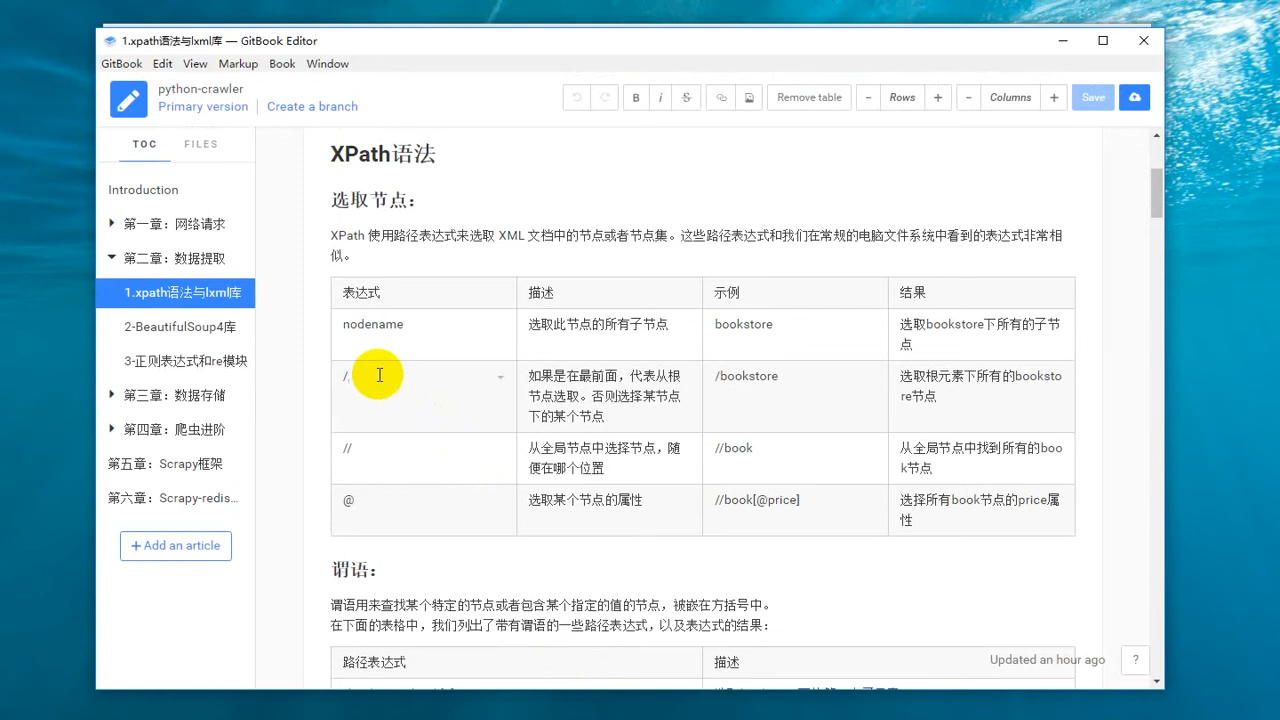 1.xpath语法与lxml库 — GitBook Editor
GitBook Edit View Markup Book Window
python-crawler
Primary version Create a branch
B i S Remove table − Rows + − Columns + Save
TOC FILES
Introduction
第一章：网络请求
第二章：数据提取
1.xpath语法与lxml库
2-BeautifulSoup4库
3-正则表达式和re模块
第三章：数据存储
第四章：爬虫进阶
第五章：Scrapy框架
第六章：Scrapy-redis...
+ Add an article
XPath语法
选取节点：
XPath 使用路径表达式来选取 XML 文档中的节点或者节点集。这些路径表达式和我们在常规的电脑文件系统中看到的表达式非常相
似。
表达式 描述 示例 结果
nodename 选取此节点的所有子节点 bookstore 选取bookstore下所有的子节
点
/ 如果是在最前面，代表从根 /bookstore 选取根元素下所有的booksto
节点选取。否则选择某节点 re节点
下的某个节点
// 从全局节点中选择节点，随 //book 从全局节点中找到所有的boo
便在哪个位置 k节点
@ 选取某个节点的属性 //book[@price] 选择所有book节点的price属
性
谓语：
谓语用来查找某个特定的节点或者包含某个指定的值的节点，被嵌在方括号中。
在下面的表格中，我们列出了带有谓语的一些路径表达式，以及表达式的结果：
路径表达式 描述
Updated an hour ago ?